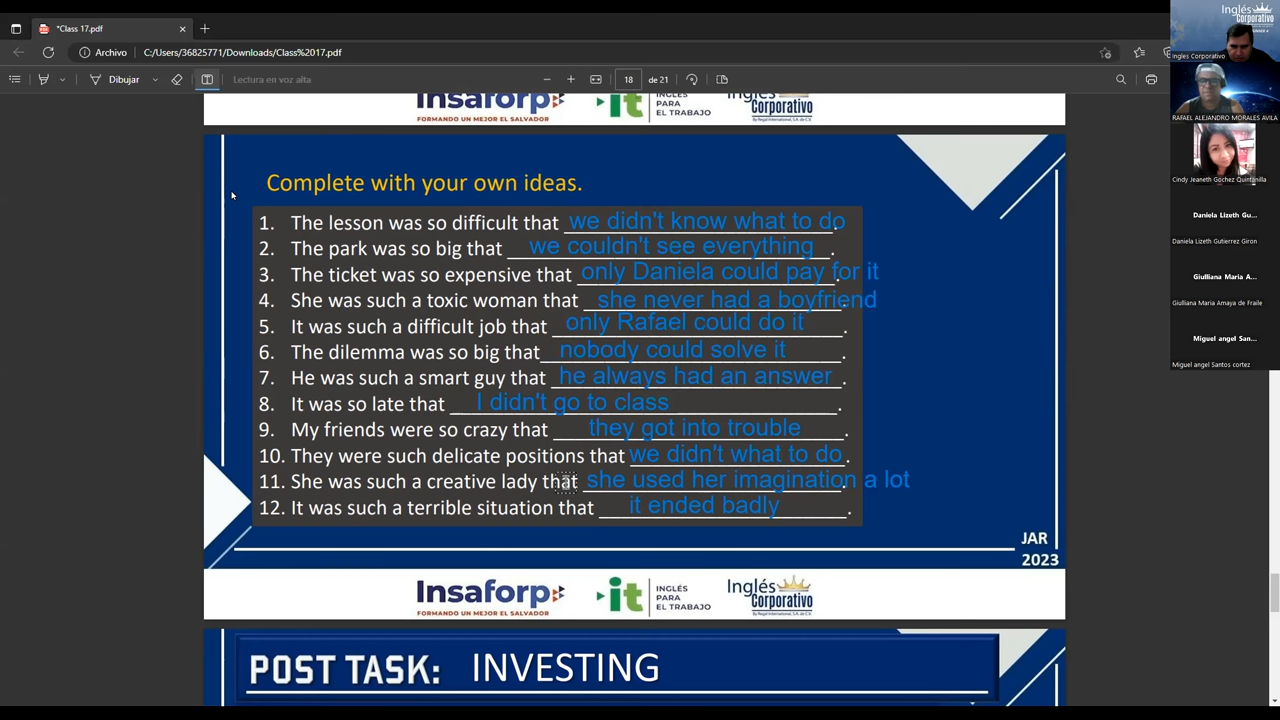 *Class 17.pdf
Archivo C:/Users/36825771/Downloads/Class%2017.pdf
Dibujar Lectura en voz alta 18 de 21
Insaforp it INGLÉS PARA EL TRABAJO Inglés Corporativo
FORMANDO UN MEJOR EL SALVADOR By Regal International, S.A. de C.V.
Complete with your own ideas.
1. The lesson was so difficult that we didn't know what to do.
2. The park was so big that we couldn't see everything.
3. The ticket was so expensive that only Daniela could pay for it.
4. She was such a toxic woman that she never had a boyfriend.
5. It was such a difficult job that only Rafael could do it.
6. The dilemma was so big that nobody could solve it.
7. He was such a smart guy that he always had an answer.
8. It was so late that I didn't go to class.
9. My friends were so crazy that they got into trouble.
10. They were such delicate positions that we didn't what to do.
11. She was such a creative lady that she used her imagination a lot.
12. It was such a terrible situation that it ended badly.
JAR
2023
Insaforp it INGLÉS PARA EL TRABAJO Inglés Corporativo
FORMANDO UN MEJOR EL SALVADOR By Regal International, S.A. de C.V.
POST TASK: INVESTING
Inglés
Corporativo
Ingles Corporativo
RAFAEL ALEJANDRO MORALES AVILA
Cindy Jeaneth Gochez Quintanilla
Daniela Lizeth Gu...
Daniela Lizeth Gutierrez Giron
Giulliana Maria A...
Giulliana Maria Amaya de Fraile
Miguel angel San...
Miguel angel Santos cortez